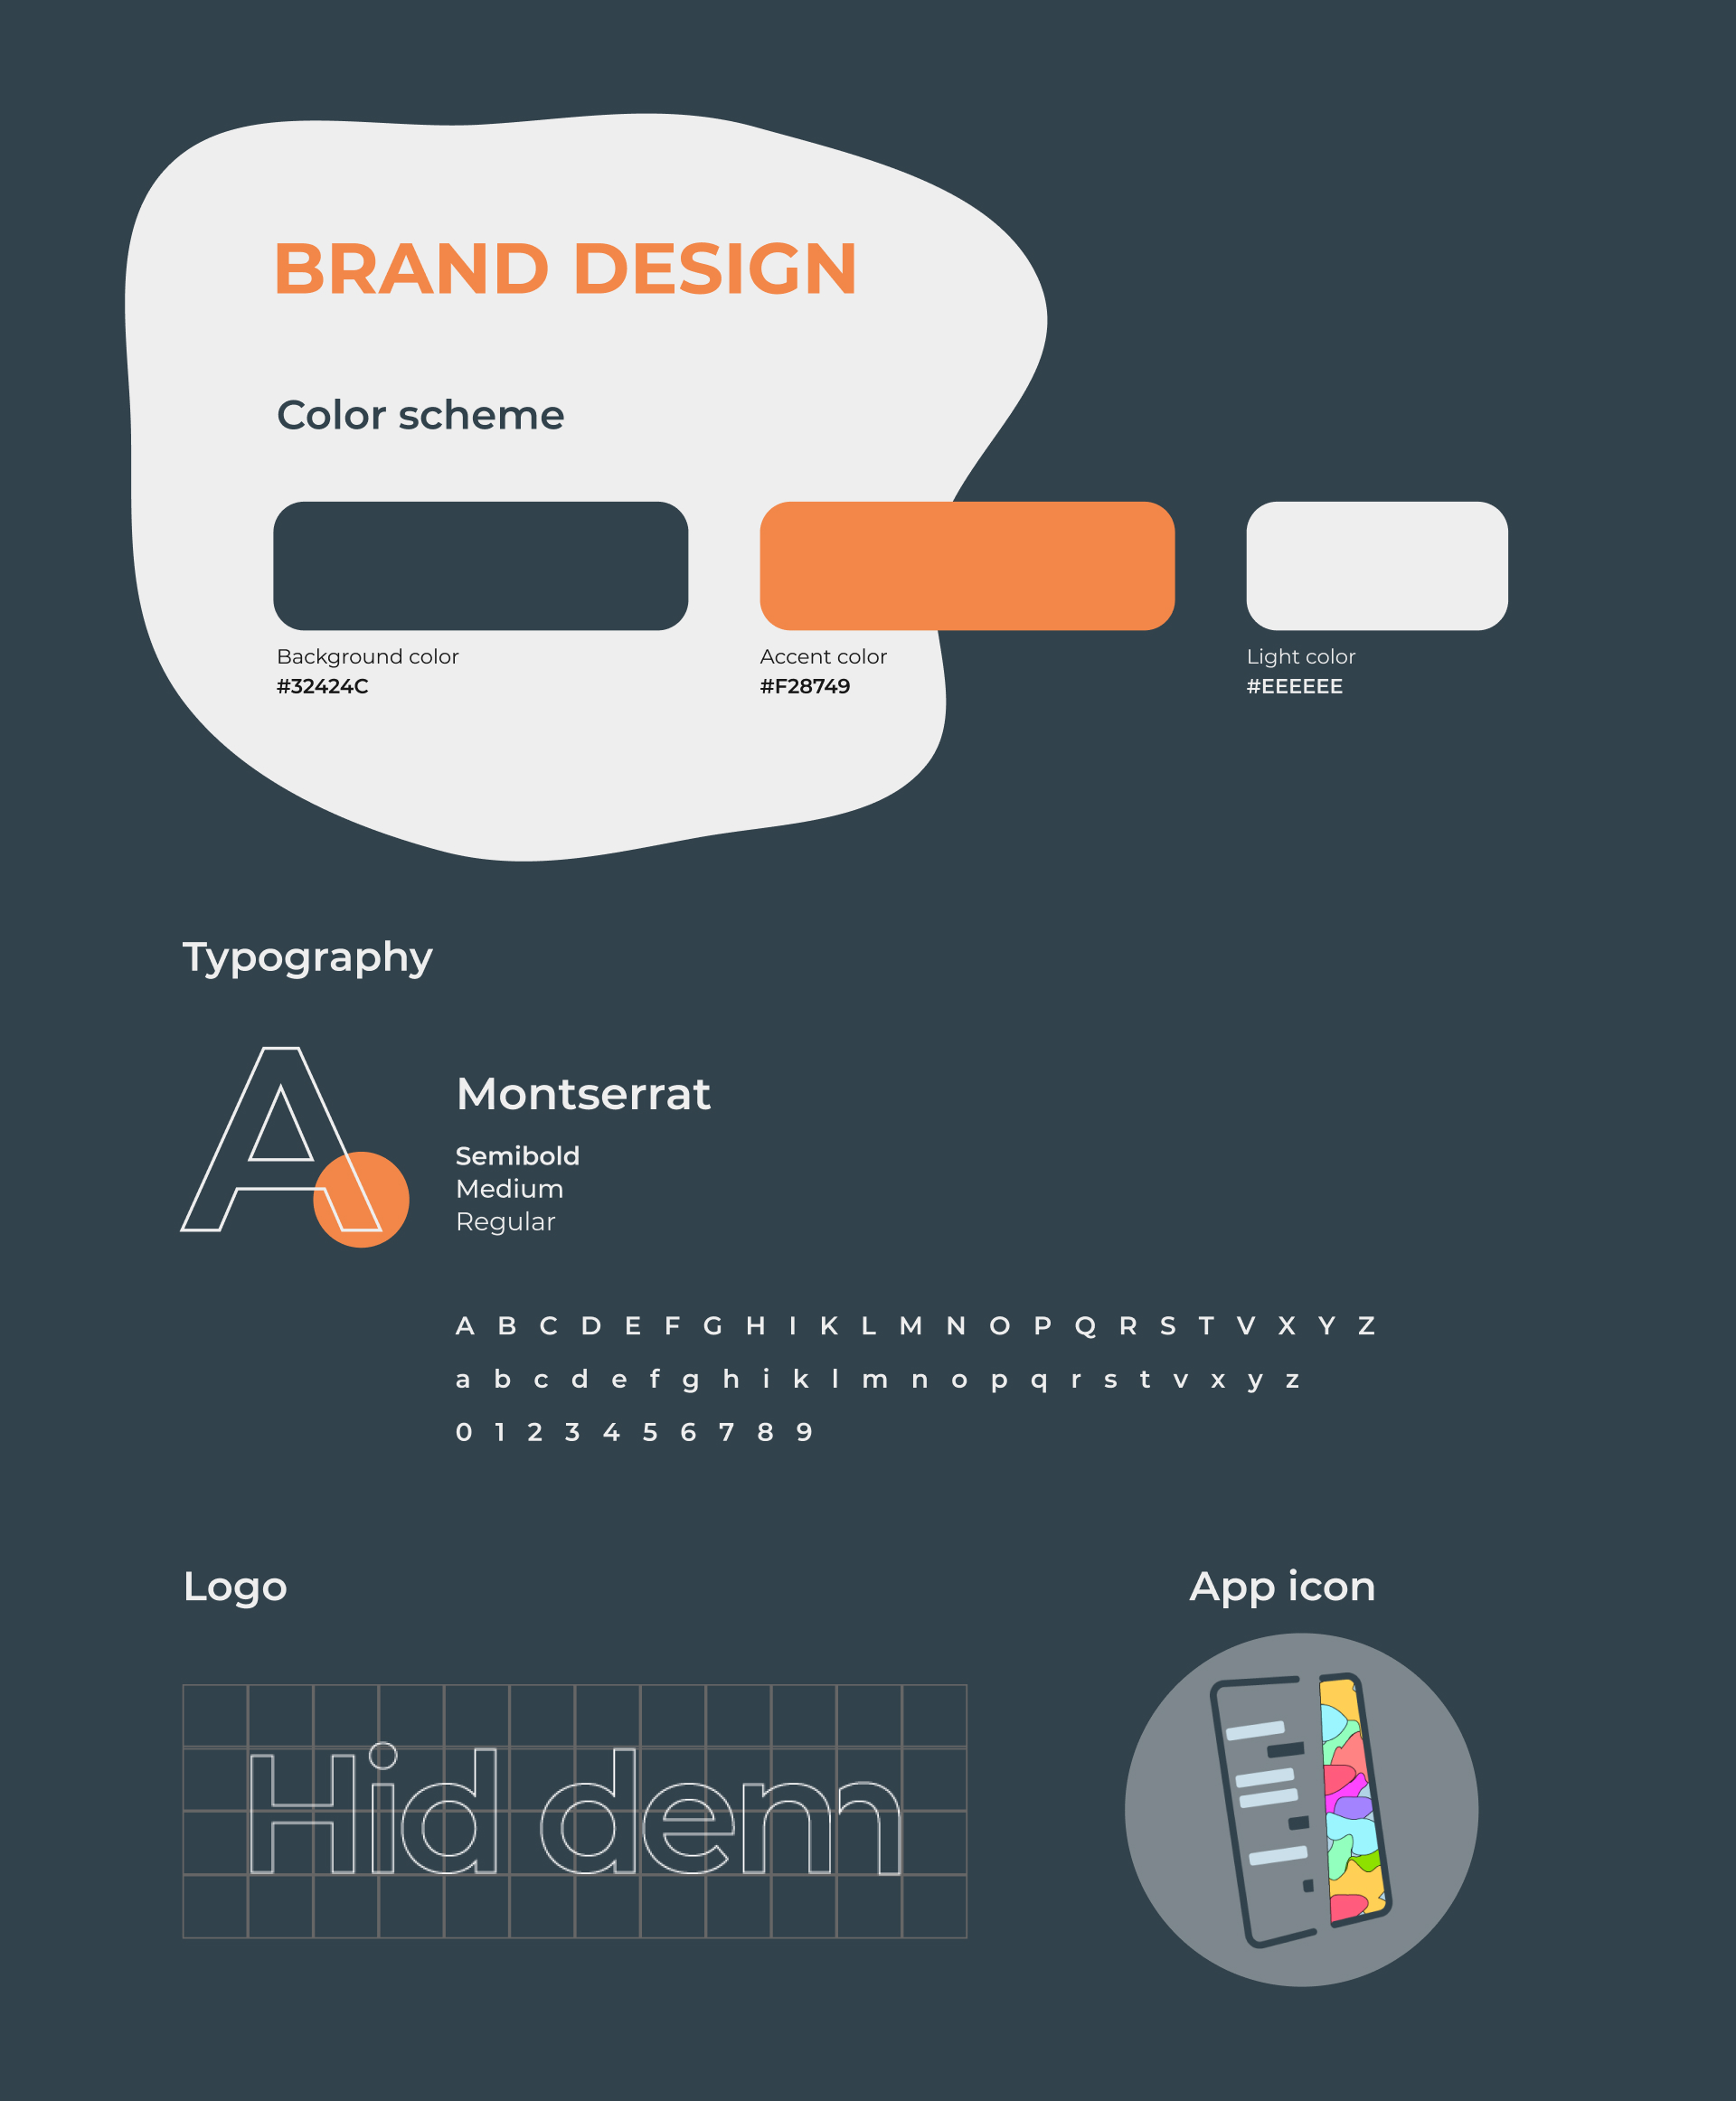 BRAND DESIGN
Color scheme
Background color
#32424C
Accent color
#F28749
Light color
#EEEEEE
Typography
A
Montserrat
Semibold
Medium
Regular
A B C D E F G H I K L M N O P Q R S T V X Y Z
a b c d e f g h i k l m n o p q r s t v x y z
0 1 2 3 4 5 6 7 8 9
Logo
Hid dem
App icon